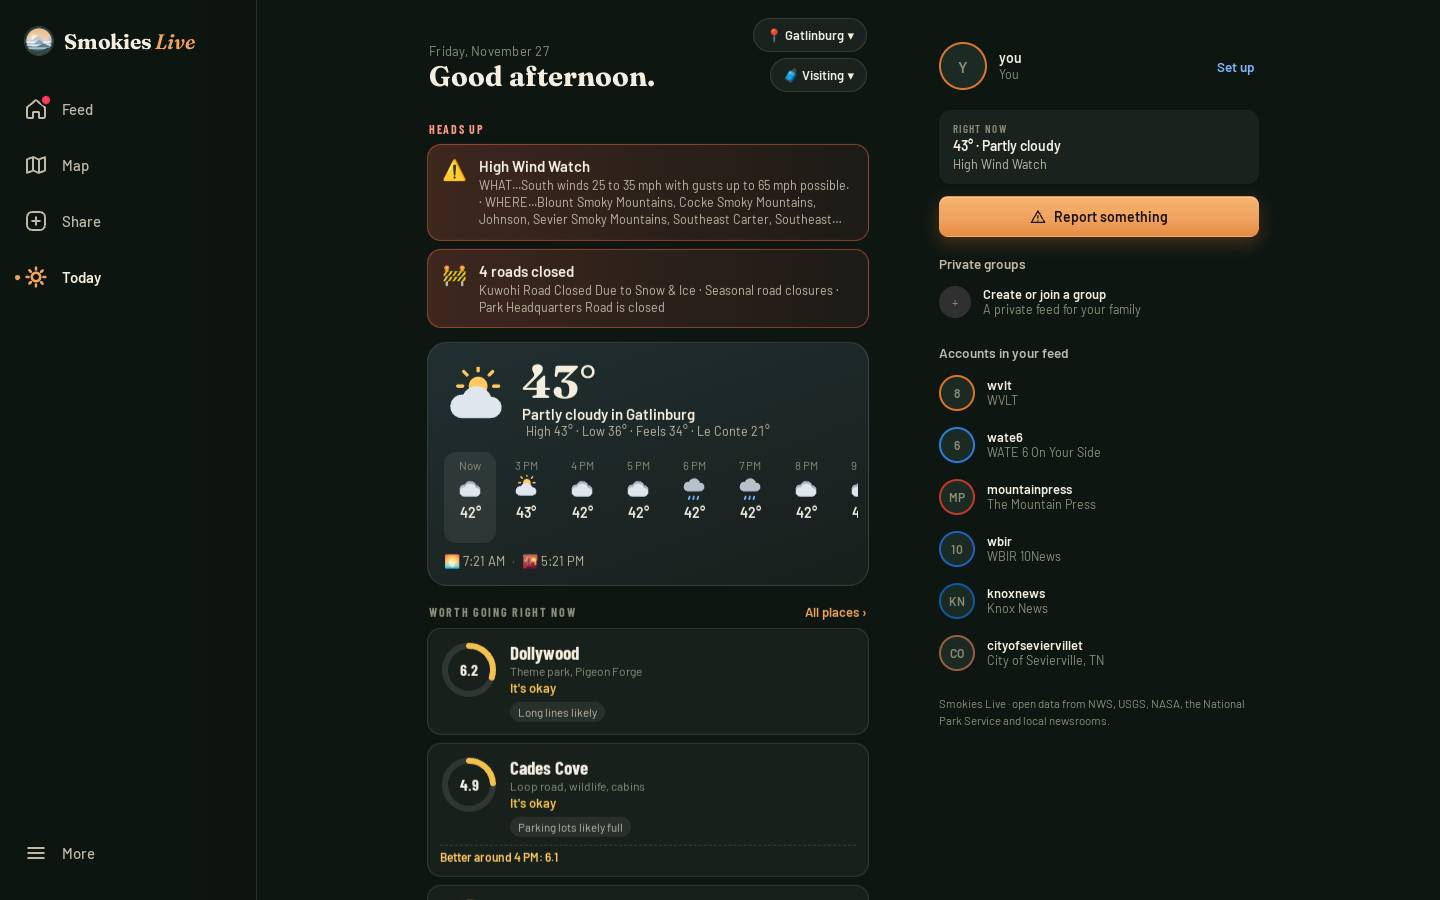 Smokies Live
Feed
Map
Share
Today
More
Friday, November 27
Good afternoon.
📍 Gatlinburg ▾
🧳 Visiting ▾
HEADS UP
High Wind Watch
WHAT...South winds 25 to 35 mph with gusts up to 65 mph possible.
· WHERE...Blount Smoky Mountains, Cocke Smoky Mountains,
Johnson, Sevier Smoky Mountains, Southeast Carter, Southeast…
4 roads closed
Kuwohi Road Closed Due to Snow & Ice · Seasonal road closures ·
Park Headquarters Road is closed
43°
Partly cloudy in Gatlinburg
High 43° · Low 36° · Feels 34° · Le Conte 21°
Now 3 PM 4 PM 5 PM 6 PM 7 PM 8 PM 9
42° 43° 42° 42° 42° 42° 42° 4
7:21 AM · 5:21 PM
WORTH GOING RIGHT NOW
All places ›
6.2
Dollywood
Theme park, Pigeon Forge
It's okay
Long lines likely
4.9
Cades Cove
Loop road, wildlife, cabins
It's okay
Parking lots likely full
Better around 4 PM: 6.1
Y
you
You
Set up
RIGHT NOW
43° · Partly cloudy
High Wind Watch
Report something
Private groups
+
Create or join a group
A private feed for your family
Accounts in your feed
8
wvlt
WVLT
6
wate6
WATE 6 On Your Side
MP
mountainpress
The Mountain Press
10
wbir
WBIR 10News
KN
knoxnews
Knox News
CO
cityofseviervillet
City of Sevierville, TN
Smokies Live · open data from NWS, USGS, NASA, the National
Park Service and local newsrooms.